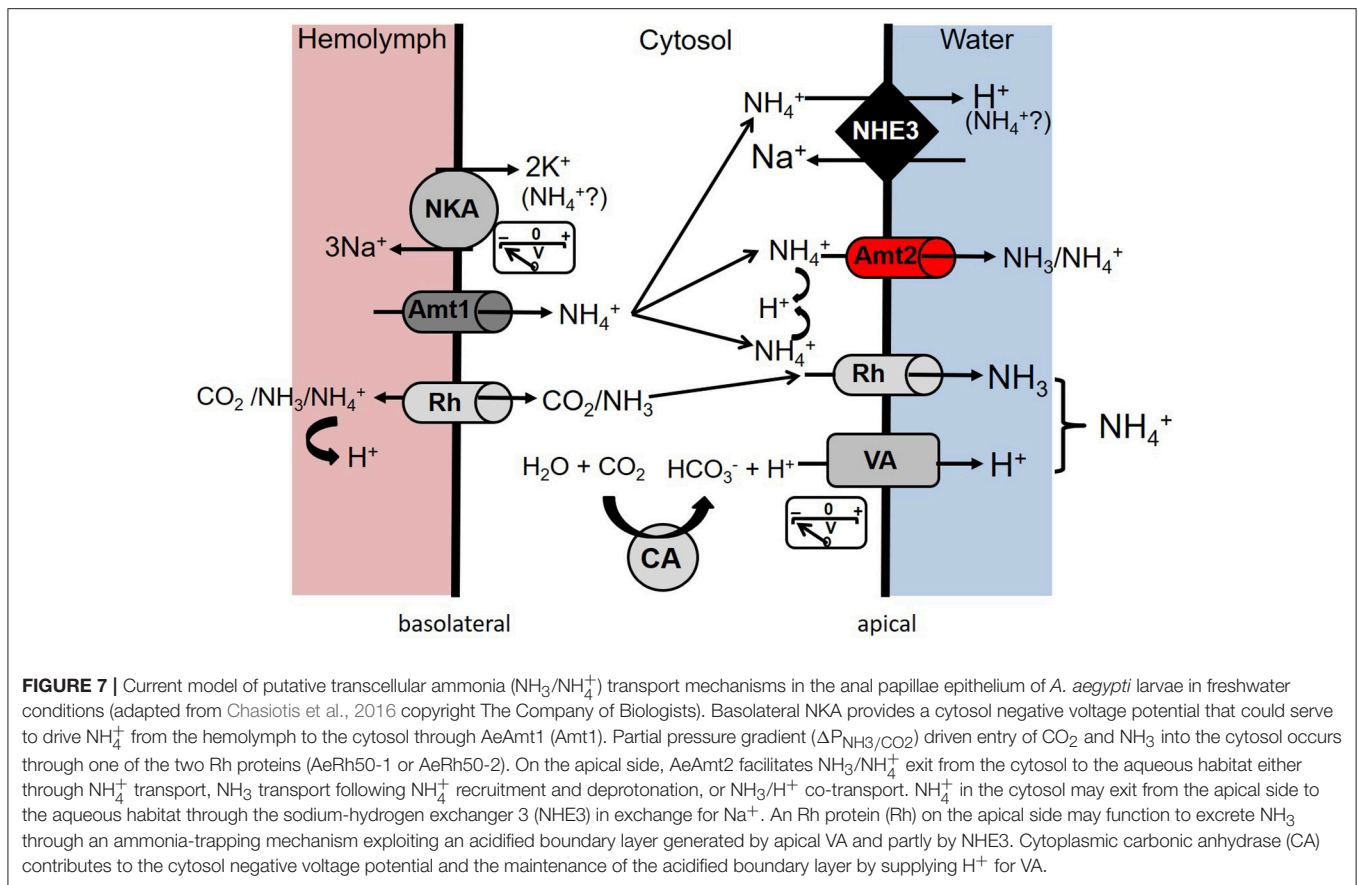 Hemolymph
Cytosol
Water
NH₄⁺
H⁺
(NH₄⁺?)
NHE3
Na⁺
2K⁺
(NH₄⁺?)
NKA
3Na⁺
– 0 +
V
NH₄⁺
Amt2
NH₃/NH₄⁺
H⁺
Amt1
NH₄⁺
NH₄⁺
Rh
NH₃
CO₂ /NH₃/NH₄⁺
Rh
CO₂/NH₃
H⁺
NH₄⁺
H₂O + CO₂
HCO₃⁻ + H⁺
VA
H⁺
– 0 +
V
CA
basolateral
apical
FIGURE 7 | Current model of putative transcellular ammonia (NH₃/NH₄⁺) transport mechanisms in the anal papillae epithelium of A. aegypti larvae in freshwater
conditions (adapted from Chasiotis et al., 2016 copyright The Company of Biologists). Basolateral NKA provides a cytosol negative voltage potential that could serve
to drive NH₄⁺ from the hemolymph to the cytosol through AeAmt1 (Amt1). Partial pressure gradient (ΔP_NH3/CO2) driven entry of CO₂ and NH₃ into the cytosol occurs
through one of the two Rh proteins (AeRh50-1 or AeRh50-2). On the apical side, AeAmt2 facilitates NH₃/NH₄⁺ exit from the cytosol to the aqueous habitat either
through NH₄⁺ transport, NH₃ transport following NH₄⁺ recruitment and deprotonation, or NH₃/H⁺ co-transport. NH₄⁺ in the cytosol may exit from the apical side to
the aqueous habitat through the sodium-hydrogen exchanger 3 (NHE3) in exchange for Na⁺. An Rh protein (Rh) on the apical side may function to excrete NH₃
through an ammonia-trapping mechanism exploiting an acidified boundary layer generated by apical VA and partly by NHE3. Cytoplasmic carbonic anhydrase (CA)
contributes to the cytosol negative voltage potential and the maintenance of the acidified boundary layer by supplying H⁺ for VA.